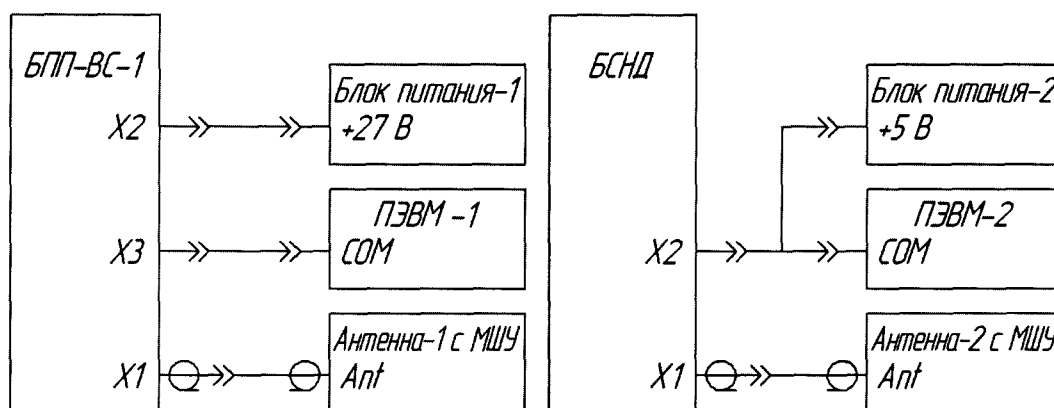 БПП-ВС-1
Блок питания-1
X2
+27 В
ПЭВМ -1
X3
COM
Антенна-1 с МШУ
X1
Ant
БСНД
Блок питания-2
+5 В
ПЭВМ-2
X2
COM
Антенна-2 с МШУ
X1
Ant